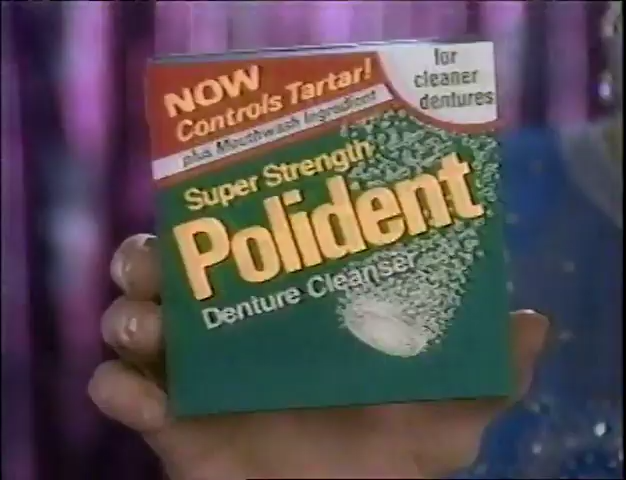 NOW
Controls Tartar!
plus Mouthwash Ingredient
for
cleaner
dentures
Super Strength
Polident
Denture Cleanser